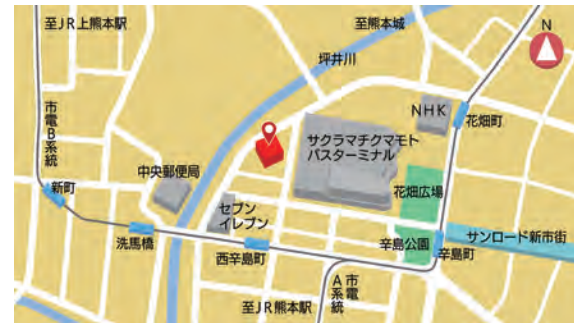 至JR上熊本駅
至熊本城
N
坪井川
市電B系統
NHK
花畑町
サクラマチクマモト
バスターミナル
中央郵便局
新町
花畑広場
セブン
イレブン
洗馬橋
西辛島町
辛島公園
辛島町
サンロード新市街
市電
A系統
至JR熊本駅